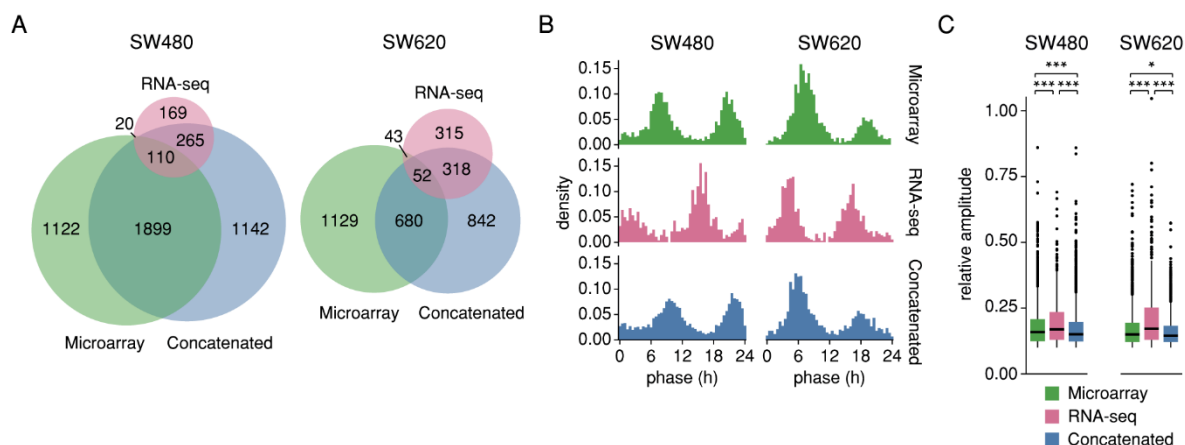 A
SW480
SW620
RNA-seq
169
20
265
110
1122
1899
1142
Microarray
Concatenated
RNA-seq
43
315
52
318
1129
680
842
Microarray
Concatenated
B
SW480
SW620
density
0.15
0.10
0.05
0.00
Microarray
0.15
0.10
0.05
0.00
RNA-seq
0.15
0.10
0.05
0.00
Concatenated
0 6 12 18 24
0 6 12 18 24
phase (h)
phase (h)
C
SW480
SW620
***
*** ***
*
*** ***
relative amplitude
1.00
0.75
0.50
0.25
0.00
Microarray
RNA-seq
Concatenated